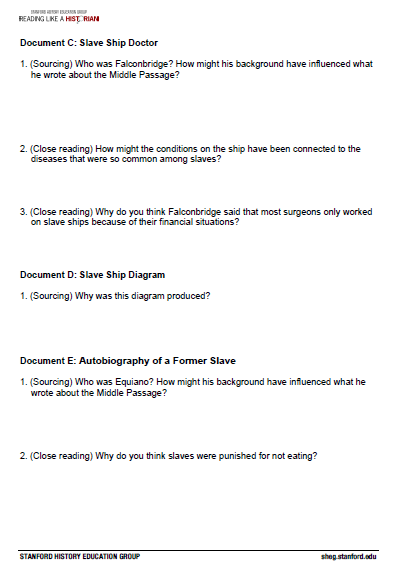 STANFORD HISTORY EDUCATION GROUP
READING LIKE A HISTORIAN
Document C: Slave Ship Doctor
1. (Sourcing) Who was Falconbridge? How might his background have influenced what
he wrote about the Middle Passage?
2. (Close reading) How might the conditions on the ship have been connected to the
diseases that were so common among slaves?
3. (Close reading) Why do you think Falconbridge said that most surgeons only worked
on slave ships because of their financial situations?
Document D: Slave Ship Diagram
1. (Sourcing) Why was this diagram produced?
Document E: Autobiography of a Former Slave
1. (Sourcing) Who was Equiano? How might his background have influenced what he
wrote about the Middle Passage?
2. (Close reading) Why do you think slaves were punished for not eating?
STANFORD HISTORY EDUCATION GROUP
sheg.stanford.edu